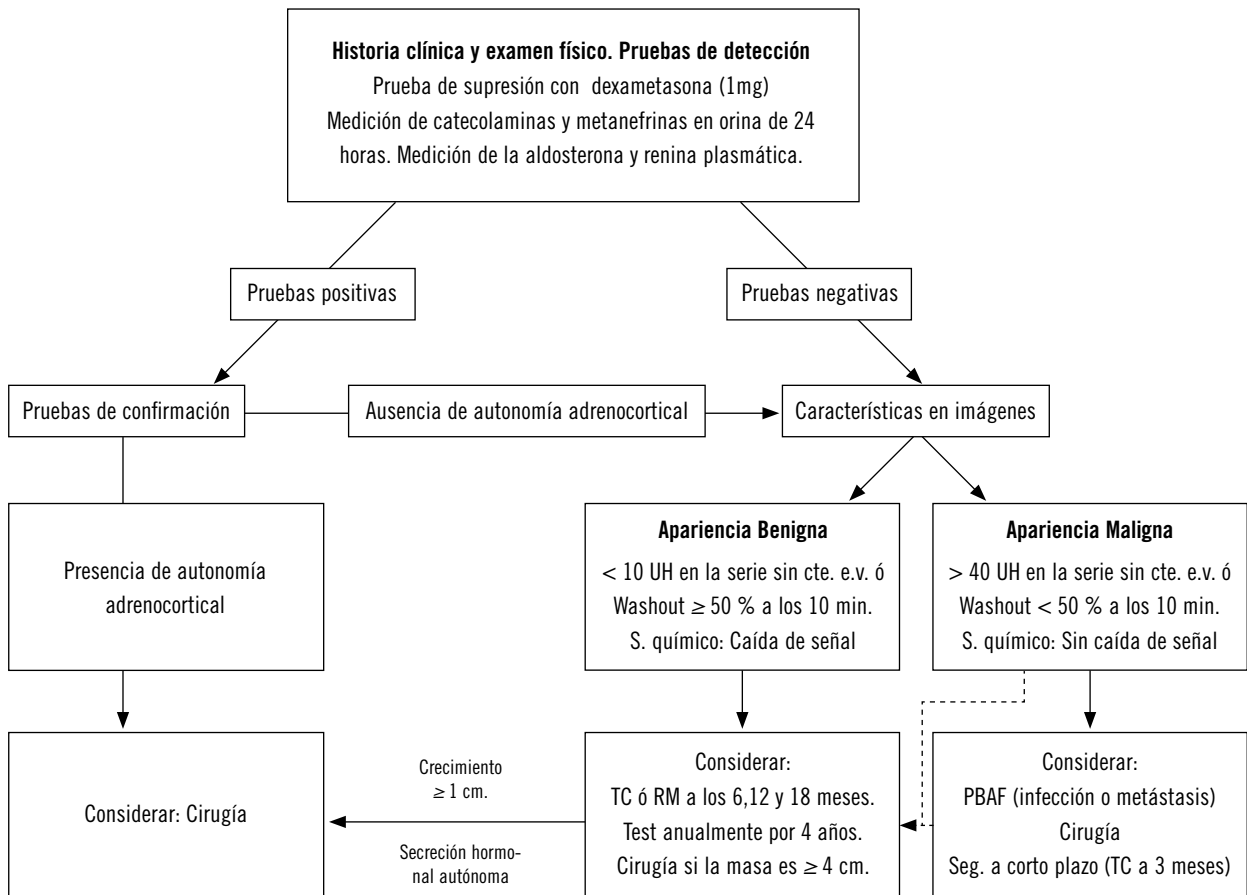 Historia clínica y examen físico. Pruebas de detección
Prueba de supresión con dexametasona (1mg)
Medición de catecolaminas y metanefrinas en orina de 24
horas. Medición de la aldosterona y renina plasmática.
Pruebas positivas
Pruebas negativas
Pruebas de confirmación
Ausencia de autonomía adrenocortical
Características en imágenes
Presencia de autonomía
adrenocortical
Apariencia Benigna
< 10 UH en la serie sin cte. e.v. ó
Washout ≥ 50 % a los 10 min.
S. químico: Caída de señal
Apariencia Maligna
> 40 UH en la serie sin cte. e.v. ó
Washout < 50 % a los 10 min.
S. químico: Sin caída de señal
Considerar: Cirugía
Crecimiento
≥ 1 cm.
Secreción hormo-
nal autónoma
Considerar:
TC ó RM a los 6,12 y 18 meses.
Test anualmente por 4 años.
Cirugía si la masa es ≥ 4 cm.
Considerar:
PBAF (infección o metástasis)
Cirugía
Seg. a corto plazo (TC a 3 meses)